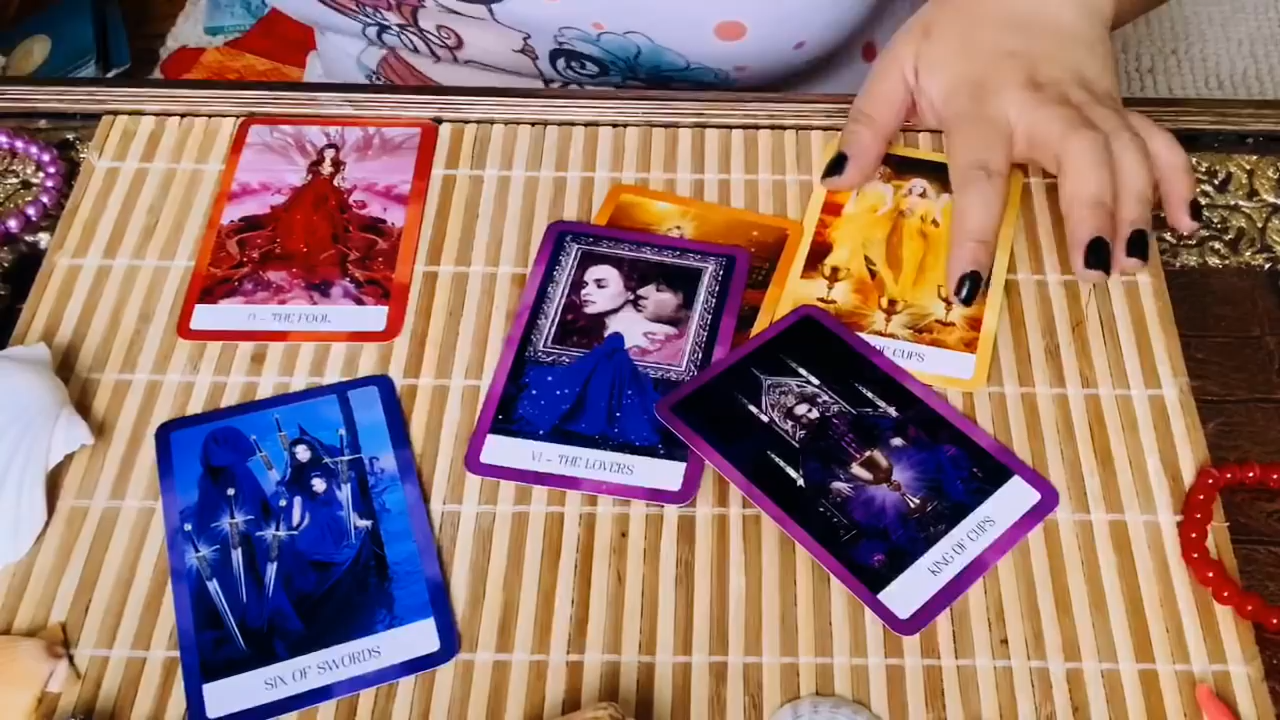 0 - THE FOOL
OF CUPS
VI - THE LOVERS
KING OF CUPS
SIX OF SWORDS